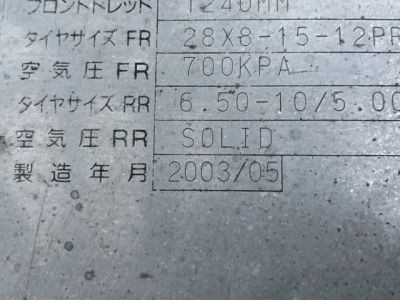 フロントトレッド 1240MM
タイヤサイズ FR 28X8-15-12PR
空気圧 FR 700KPA
タイヤサイズ RR 6.50-10/5.00
空気圧 RR SOLID
製造年月 2003/05